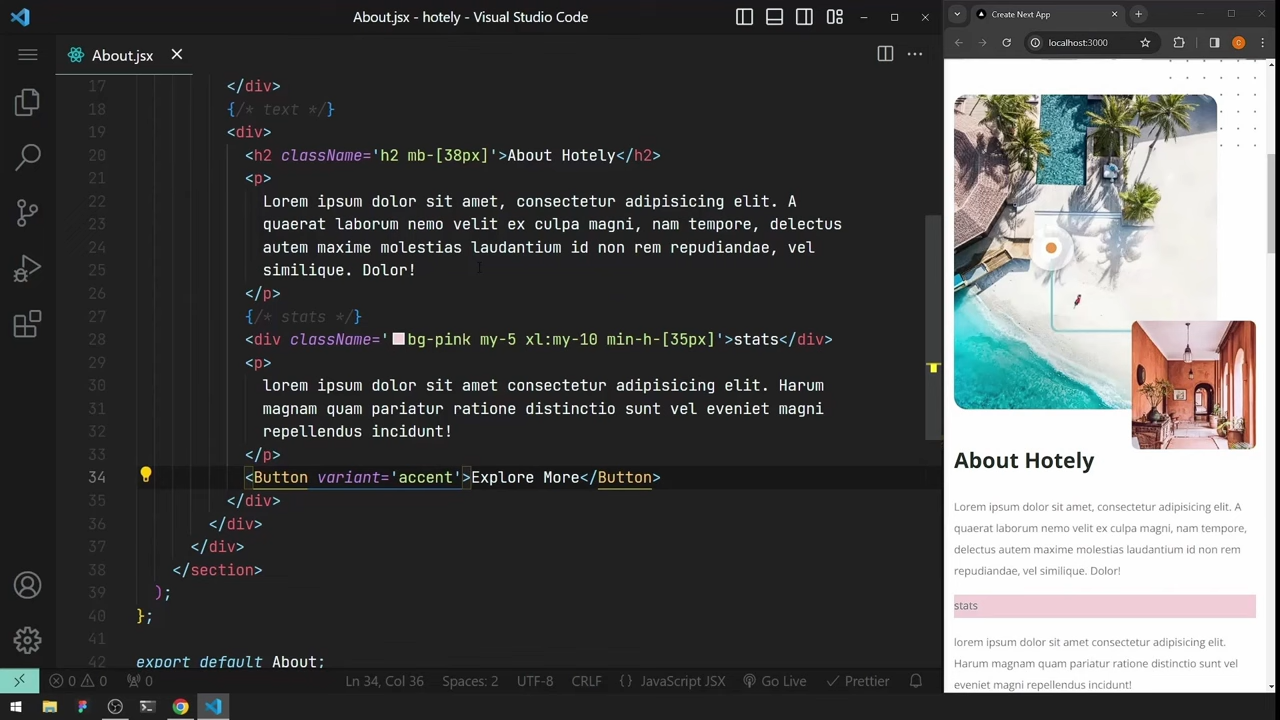 About.jsx - hotely - Visual Studio Code
About.jsx
17 </div>
18 {/* text */}
19 <div>
20 <h2 className='h2 mb-[38px]'>About Hotely</h2>
21 <p>
22 Lorem ipsum dolor sit amet, consectetur adipisicing elit. A
23 quaerat laborum nemo velit ex culpa magni, nam tempore, delectus
24 autem maxime molestias laudantium id non rem repudiandae, vel
25 similique. Dolor!
26 </p>
27 {/* stats */}
28 <div className='bg-pink my-5 xl:my-10 min-h-[35px]'>stats</div>
29 <p>
30 lorem ipsum dolor sit amet consectetur adipisicing elit. Harum
31 magnam quam pariatur ratione distinctio sunt vel eveniet magni
32 repellendus incidunt!
33 </p>
34 <Button variant='accent'>Explore More</Button>
35 </div>
36 </div>
37 </div>
38 </section>
39 );
40 };
41
42 export default About;
0 0 0 Ln 34, Col 36 Spaces: 2 UTF-8 CRLF {} JavaScript JSX Go Live Prettier
Create Next App
localhost:3000
C
About Hotely
Lorem ipsum dolor sit amet, consectetur adipisicing elit. A
quaerat laborum nemo velit ex culpa magni, nam tempore,
delectus autem maxime molestias laudantium id non rem
repudiandae, vel similique. Dolor!
stats
lorem ipsum dolor sit amet consectetur adipisicing elit.
Harum magnam quam pariatur ratione distinctio sunt vel
eveniet magni repellendus incidunt!